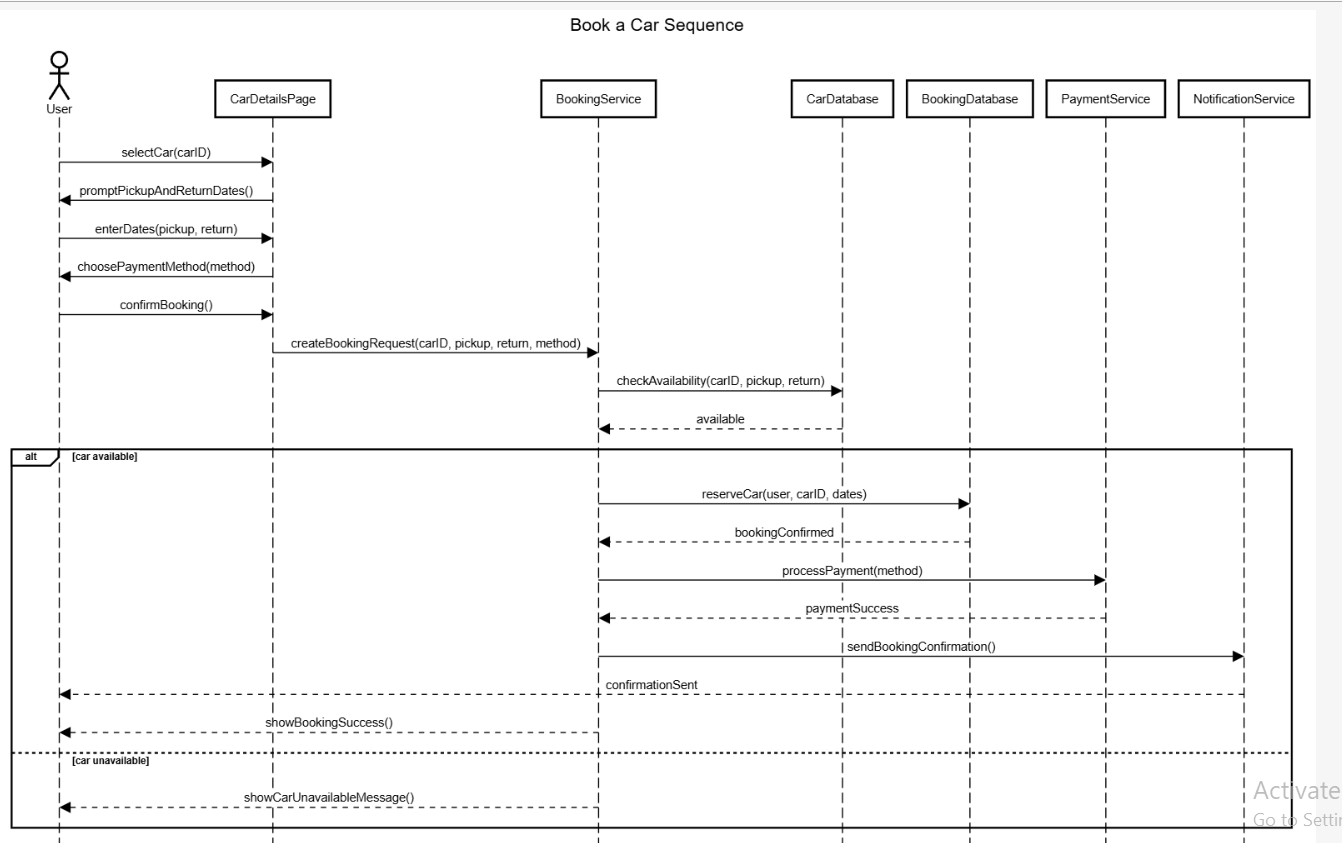 Book a Car Sequence
User
CarDetailsPage
BookingService
CarDatabase
BookingDatabase
PaymentService
NotificationService
selectCar(carID)
promptPickupAndReturnDates()
enterDates(pickup, return)
choosePaymentMethod(method)
confirmBooking()
createBookingRequest(carID, pickup, return, method)
checkAvailability(carID, pickup, return)
available
alt
[car available]
reserveCar(user, carID, dates)
bookingConfirmed
processPayment(method)
paymentSuccess
sendBookingConfirmation()
confirmationSent
showBookingSuccess()
[car unavailable]
showCarUnavailableMessage()
Activate
Go to Settin